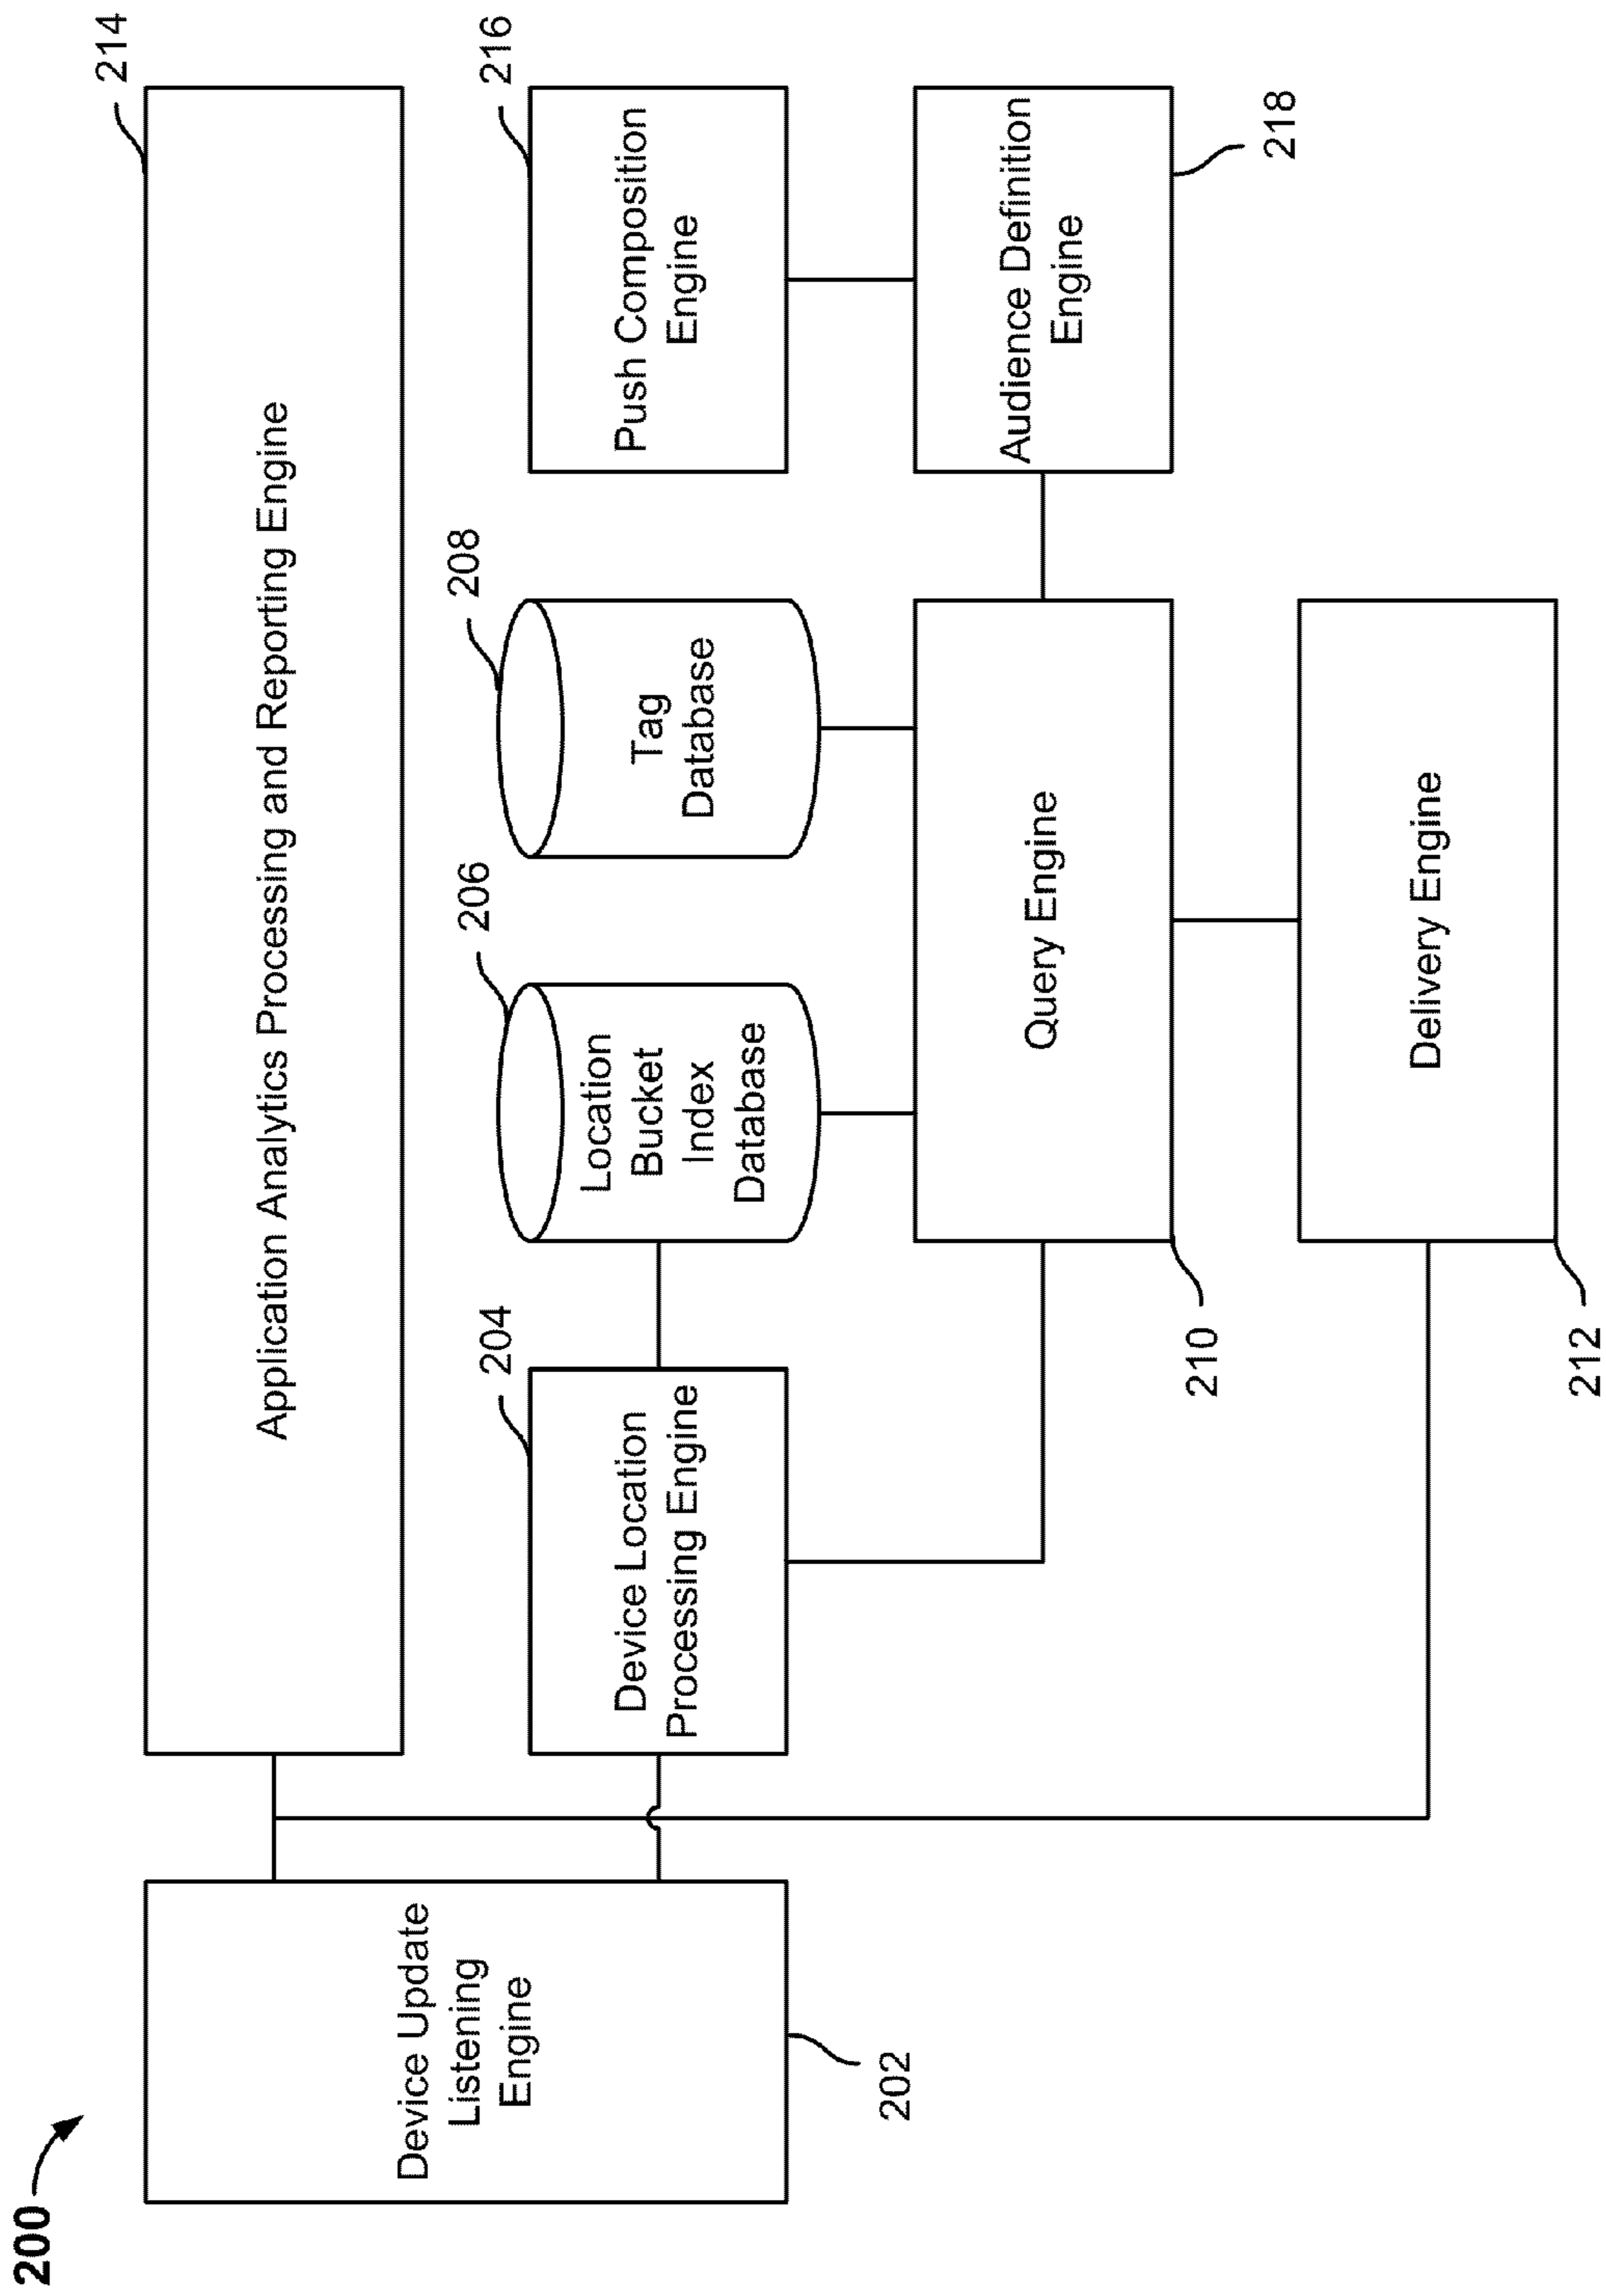 200
214
Application Analytics Processing and Reporting Engine
Device Update
Listening
Engine
202
204
Device Location
Processing Engine
206
Location
Bucket
Index
Database
208
Tag
Database
216
Push Composition
Engine
Query Engine
210
Audience Definition
Engine
218
Delivery Engine
212